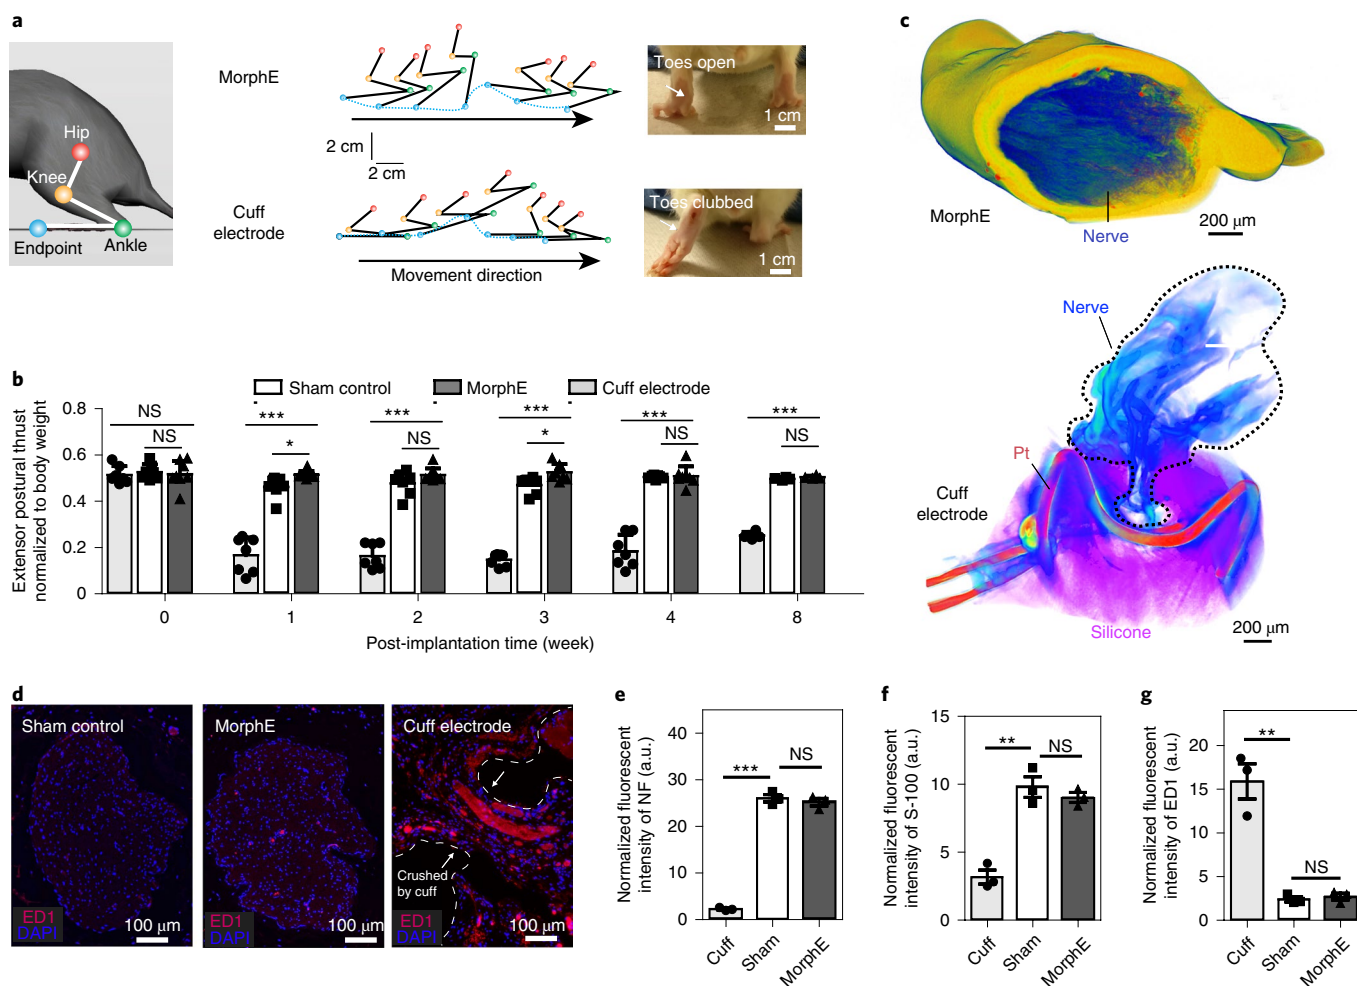 a
Hip
Knee
Endpoint
Ankle
MorphE
2 cm
2 cm
Cuff
electrode
Movement direction
Toes open
1 cm
Toes clubbed
1 cm
c
MorphE
Nerve
200 µm
Nerve
Pt
Cuff
electrode
Silicone
200 µm
b
Sham control
MorphE
Cuff electrode
Extensor postural thrust
normalized to body weight
0.8
0.6
0.4
0.2
0
NS
NS
***
*
***
NS
***
*
***
NS
***
NS
0 1 2 3 4 8
Post-implantation time (week)
d
Sham control
ED1
DAPI
100 µm
MorphE
ED1
DAPI
100 µm
Cuff electrode
Crushed
by cuff
ED1
DAPI
100 µm
e
Normalized fluorescent
intensity of NF (a.u.)
40
30
20
10
0
***
NS
Cuff
Sham
MorphE
f
Normalized fluorescent
intensity of S-100 (a.u.)
15
10
5
0
**
NS
Cuff
Sham
MorphE
g
Normalized fluorescent
intensity of ED1 (a.u.)
20
15
10
5
0
**
NS
Cuff
Sham
MorphE